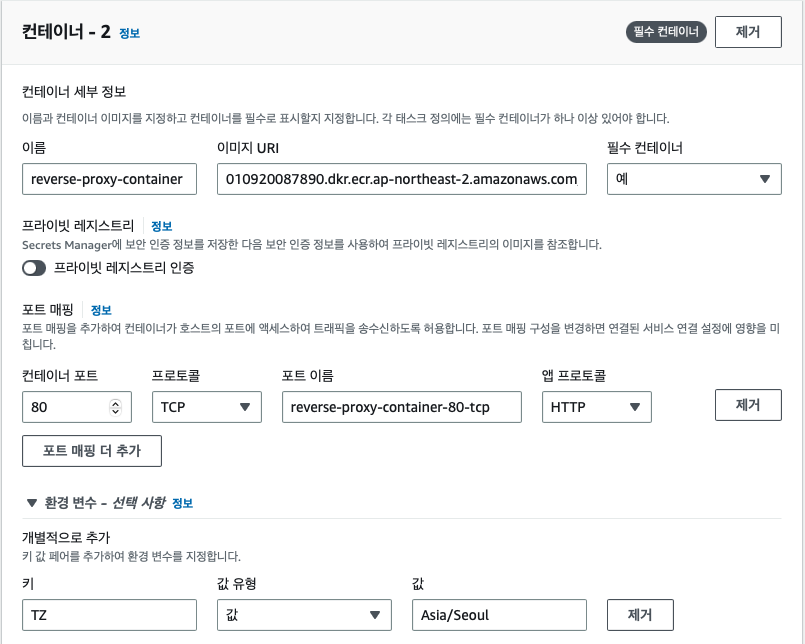 컨테이너 - 2 정보 필수 컨테이너 제거
컨테이너 세부 정보
이름과 컨테이너 이미지를 지정하고 컨테이너를 필수로 표시할지 지정합니다. 각 태스크 정의에는 필수 컨테이너가 하나 이상 있어야 합니다.
이름 이미지 URI 필수 컨테이너
reverse-proxy-container 010920087890.dkr.ecr.ap-northeast-2.amazonaws.com 예
프라이빗 레지스트리 정보
Secrets Manager에 보안 인증 정보를 저장한 다음 보안 인증 정보를 사용하여 프라이빗 레지스트리의 이미지를 참조합니다.
프라이빗 레지스트리 인증
포트 매핑 정보
포트 매핑을 추가하여 컨테이너가 호스트의 포트에 액세스하여 트래픽을 송수신하도록 허용합니다. 포트 매핑 구성을 변경하면 연결된 서비스 연결 설정에 영향을 미
칩니다.
컨테이너 포트 프로토콜 포트 이름 앱 프로토콜
80 TCP reverse-proxy-container-80-tcp HTTP 제거
포트 매핑 더 추가
환경 변수 - 선택 사항 정보
개별적으로 추가
키 값 페어를 추가하여 환경 변수를 지정합니다.
키 값 유형 값
TZ 값 Asia/Seoul 제거